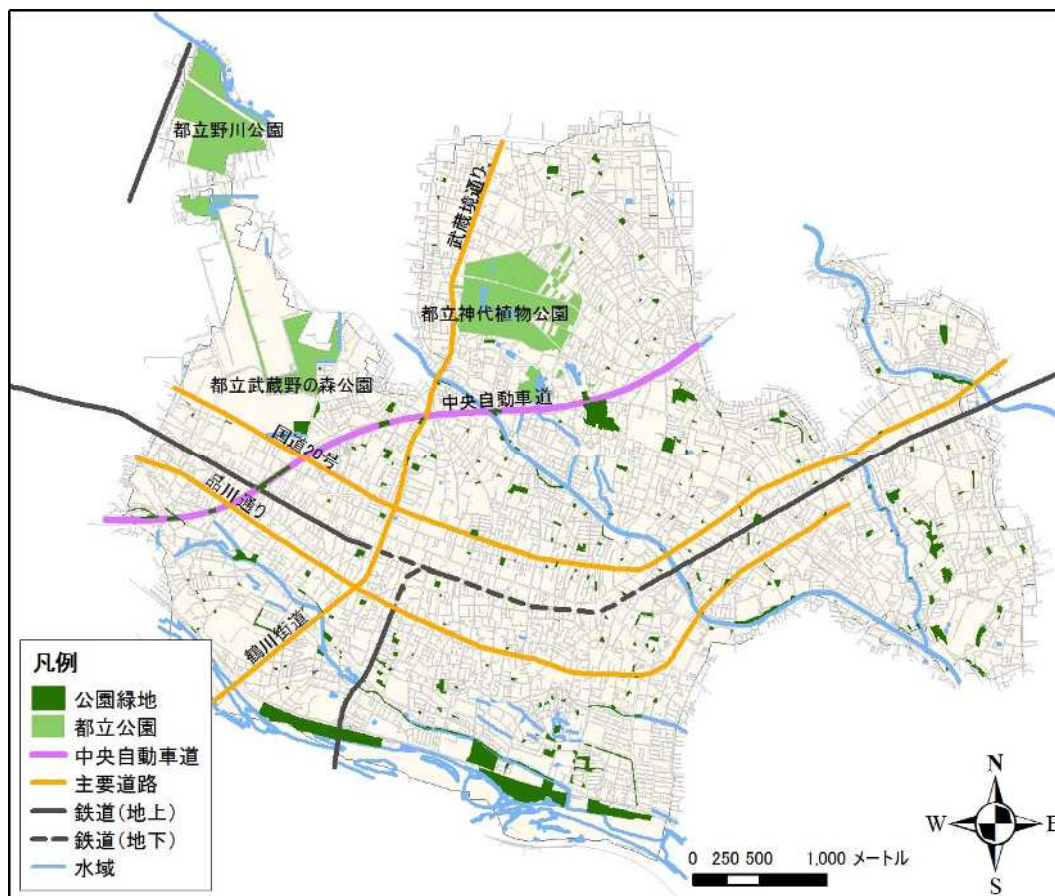 都立野川公園
武蔵境通り
都立神代植物公園
都立武蔵野の森公園
中央自動車道
国道20号
品川通り
鶴川街道
凡例
公園緑地
都立公園
中央自動車道
主要道路
鉄道(地上)
鉄道(地下)
水域
0 250 500 1,000 メートル
N
W E
S